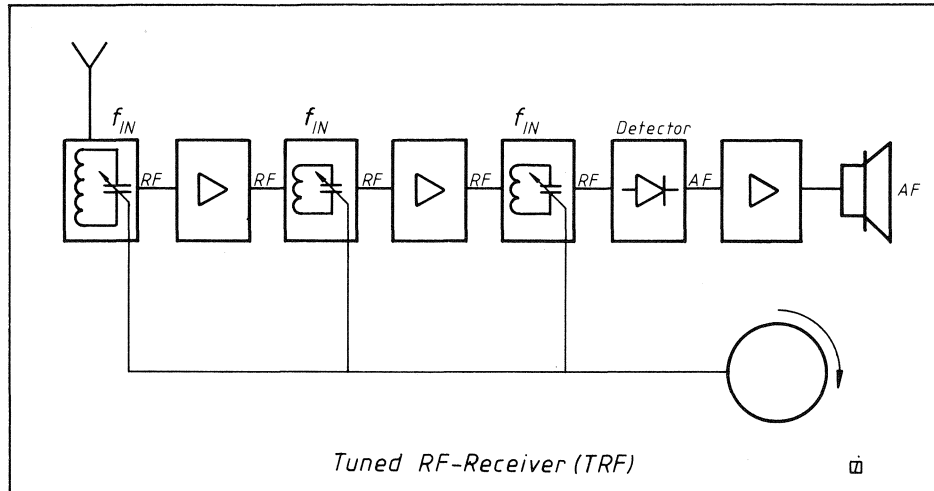 f_IN f_IN f_IN Detector
RF RF RF RF RF AF AF
Tuned RF-Receiver (TRF)